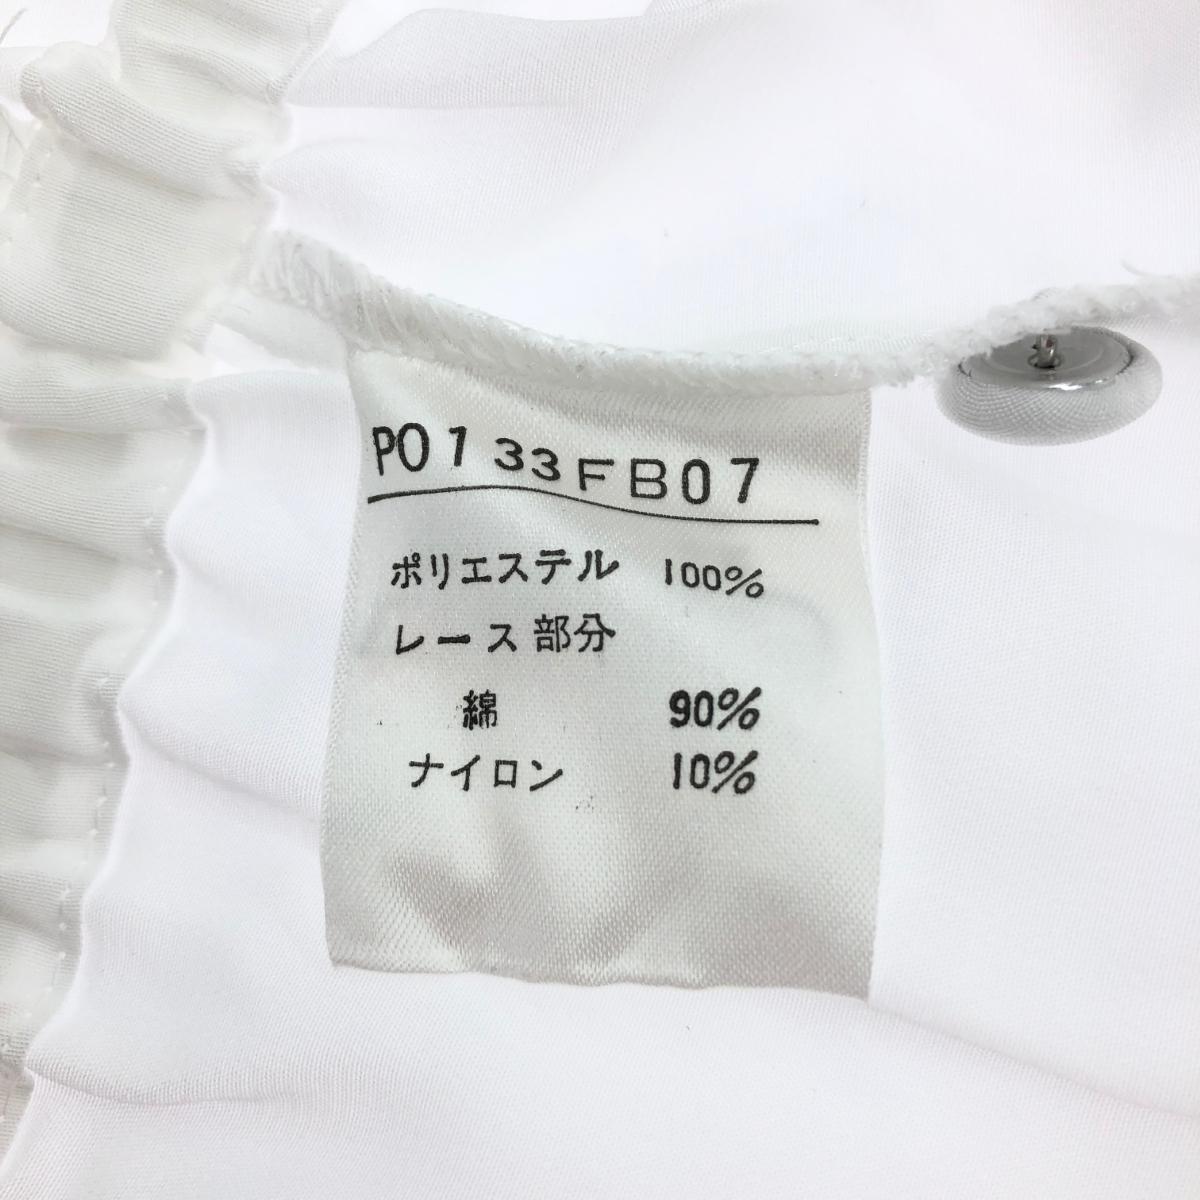 PO133FB07
ポリエステル 100%
レース部分
綿 90%
ナイロン 10%